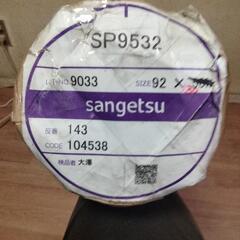 SP9532
LOT.NO. 9033 SIZE 92 ×
sangetsu
反番 143
CODE 104538
検品者 大澤